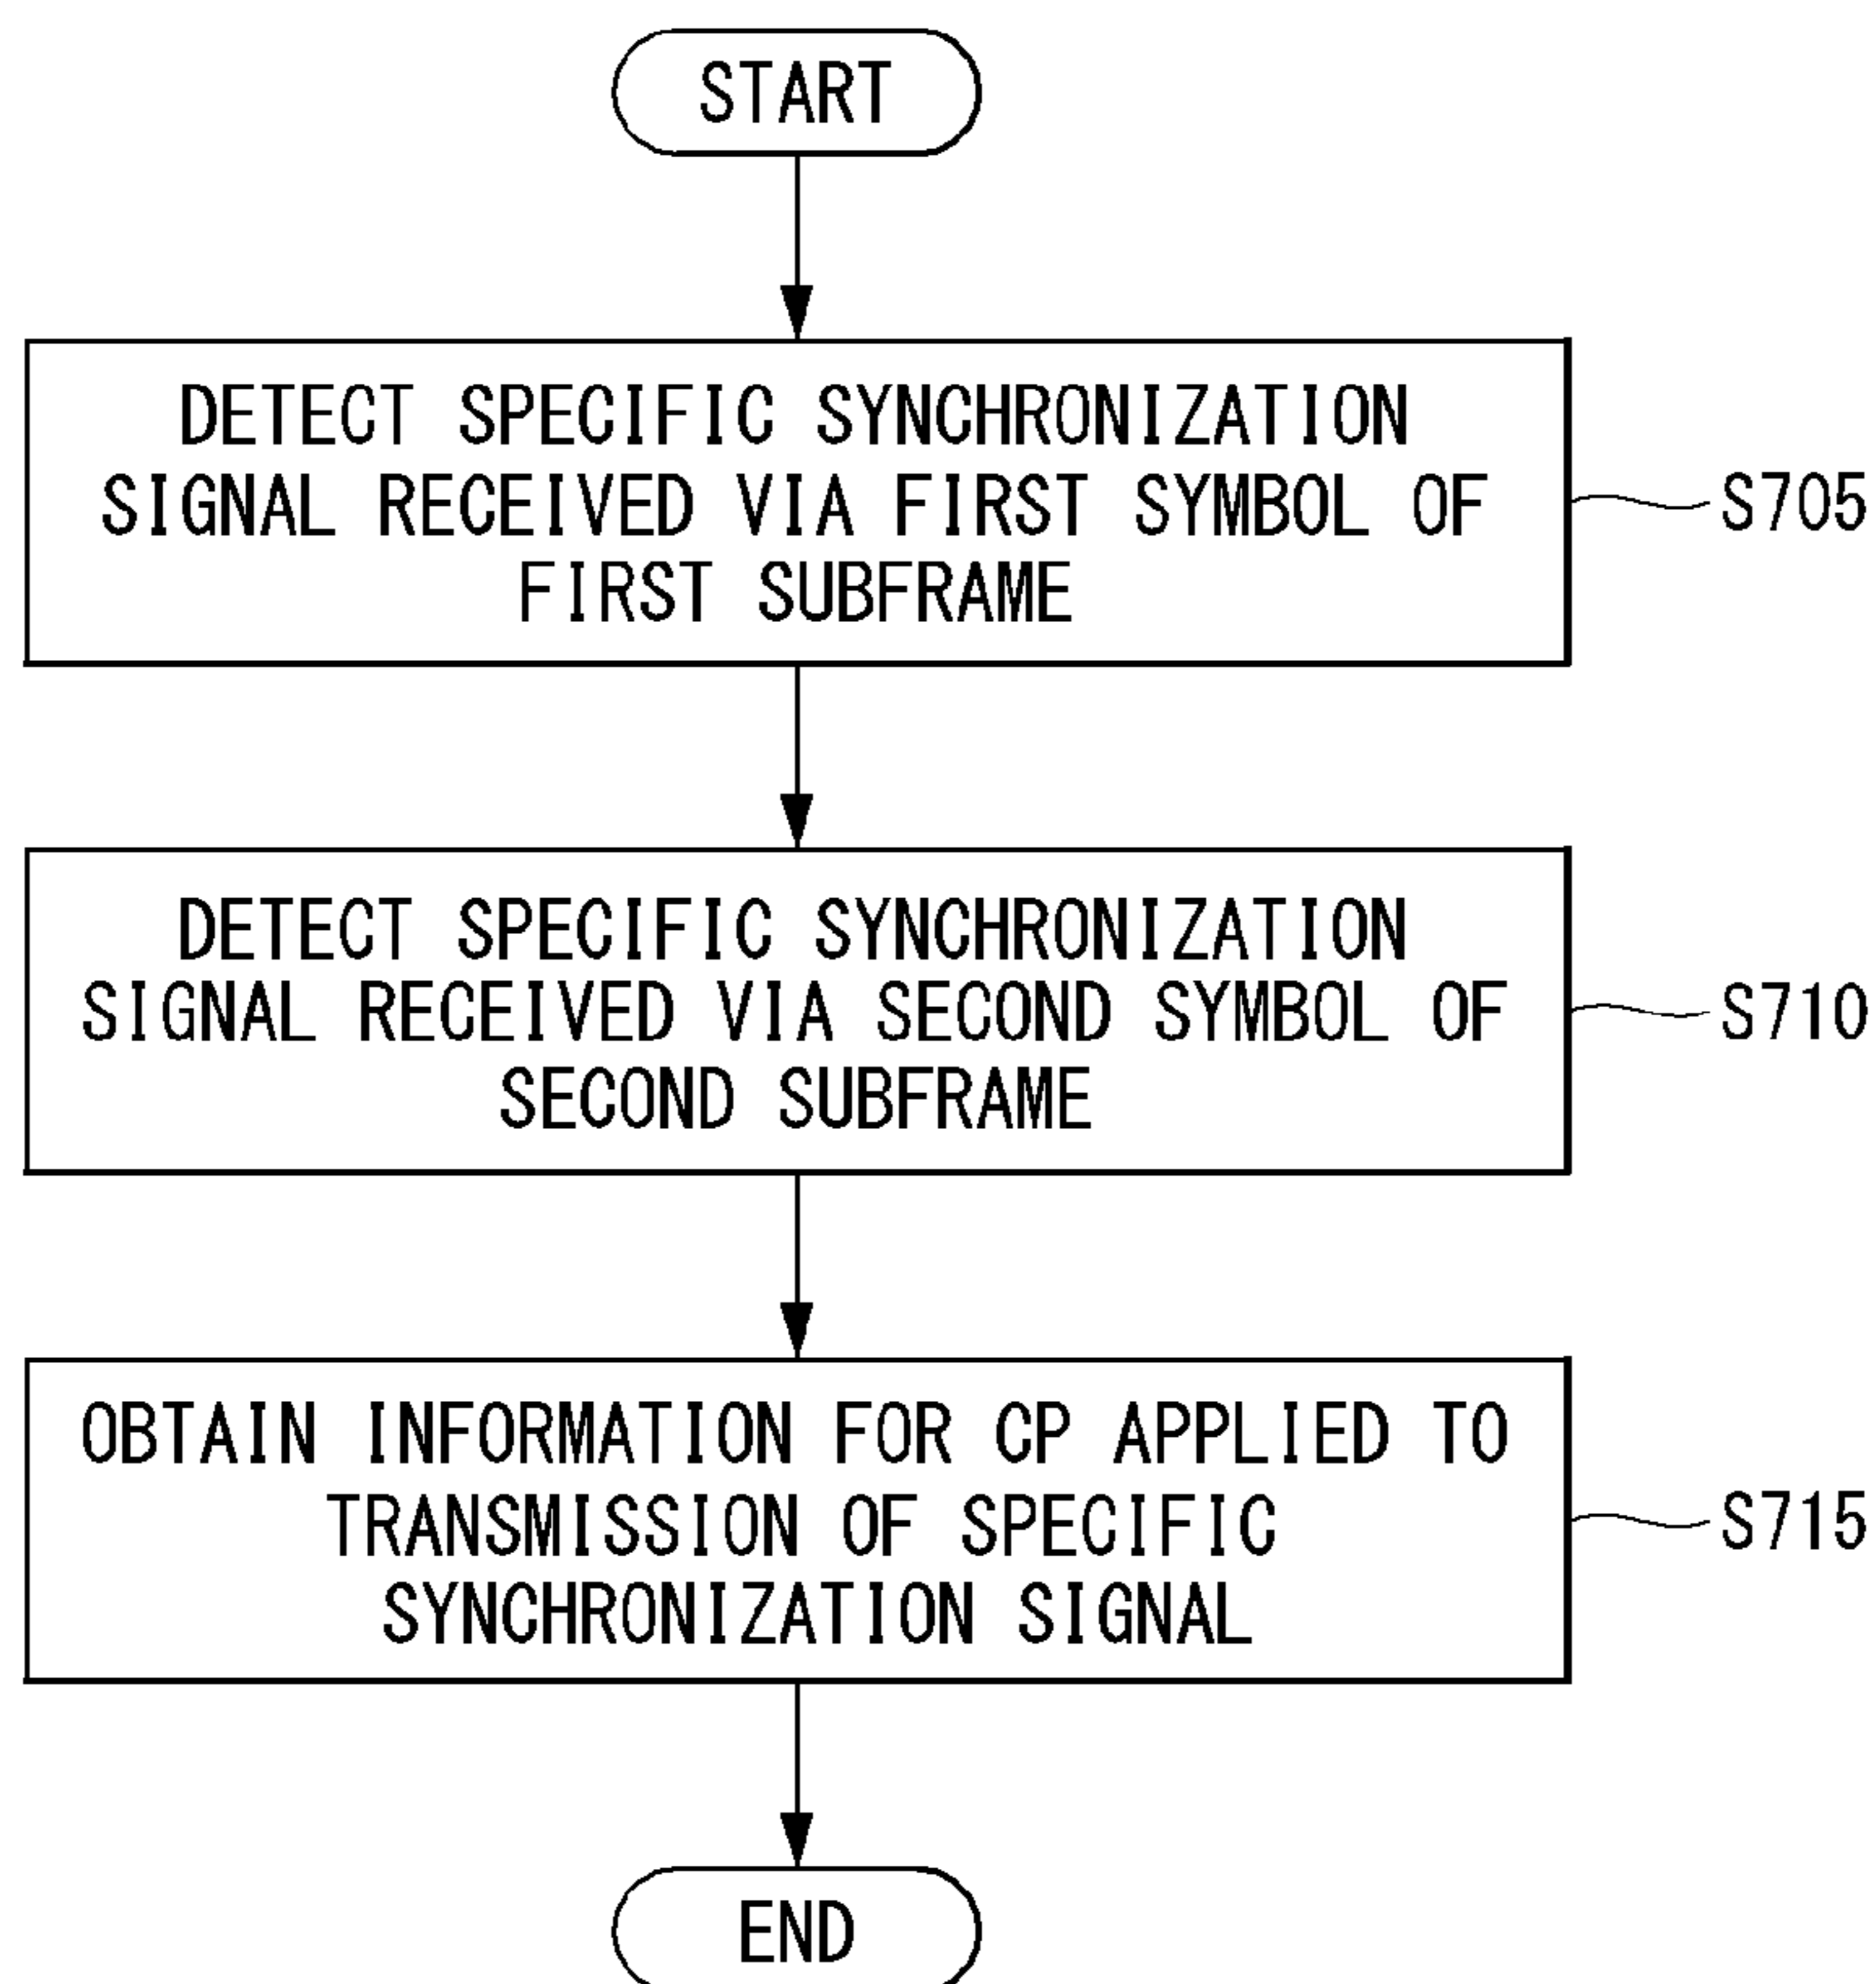 START
DETECT SPECIFIC SYNCHRONIZATION
SIGNAL RECEIVED VIA FIRST SYMBOL OF
FIRST SUBFRAME
S705
DETECT SPECIFIC SYNCHRONIZATION
SIGNAL RECEIVED VIA SECOND SYMBOL OF
SECOND SUBFRAME
S710
OBTAIN INFORMATION FOR CP APPLIED TO
TRANSMISSION OF SPECIFIC
SYNCHRONIZATION SIGNAL
S715
END